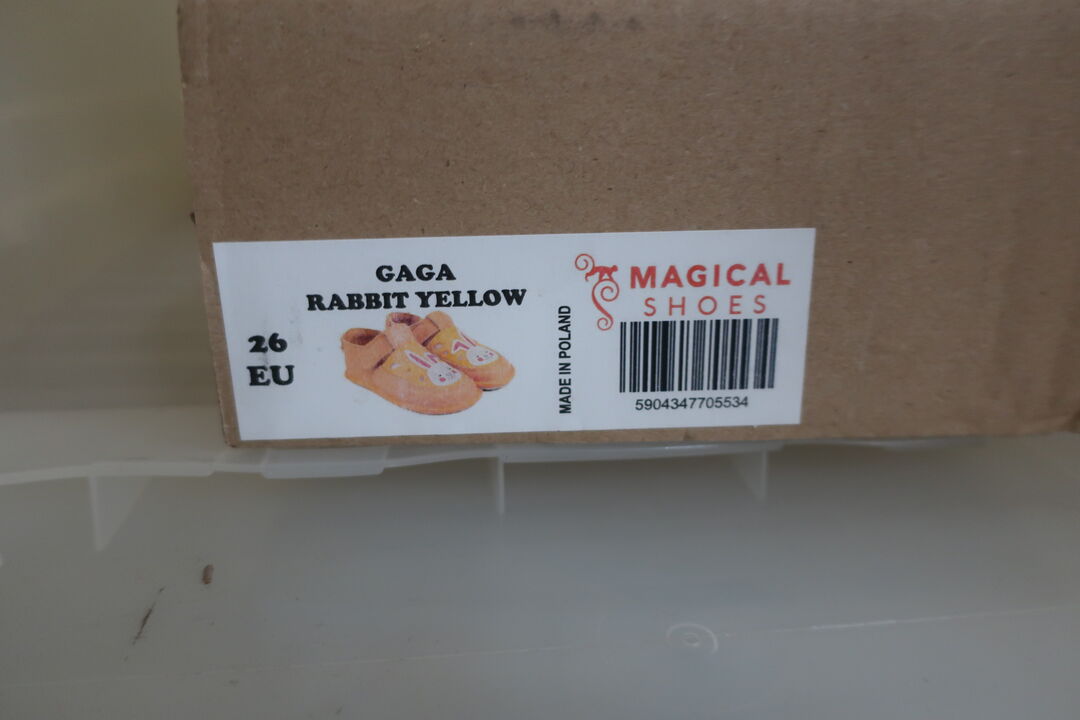 GAGA
RABBIT YELLOW
26
EU
MADE IN POLAND
MAGICAL
SHOES
5904347705534